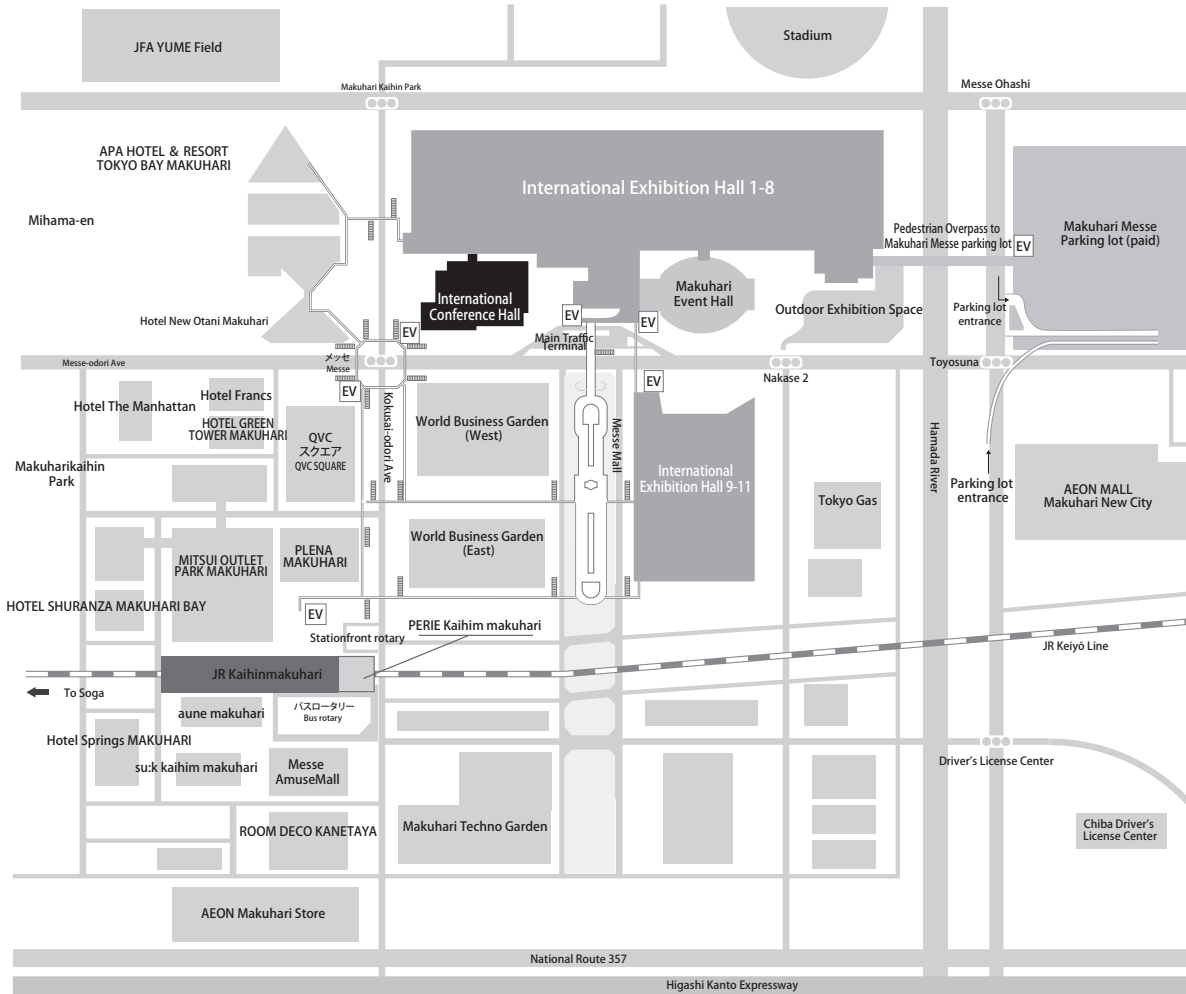 JFA YUME Field
Stadium
Makuhari Kaihin Park
Messe Ohashi
APA HOTEL & RESORT
TOKYO BAY MAKUHARI
International Exhibition Hall 1-8
Mihama-en
Pedestrian Overpass to
Makuhari Messe parking lot
EV
Makuhari Messe
Parking lot (paid)
International
Conference Hall
Makuhari
Event Hall
Outdoor Exhibition Space
Parking lot
entrance
Hotel New Otani Makuhari
EV
EV
EV
Main Traffic
Terminal
メッセ
Messe
Messe-odori Ave
Nakase 2
Toyosuna
EV
EV
Hotel The Manhattan
Hotel Francs
HOTEL GREEN
TOWER MAKUHARI
QVC
スクエア
QVC SQUARE
Kokusai-odori Ave
World Business Garden
(West)
Messe Mall
International
Exhibition Hall 9-11
Hamada River
Makuharikaihin
Park
Tokyo Gas
Parking lot
entrance
AEON MALL
Makuhari New City
MITSUI OUTLET
PARK MAKUHARI
PLENA
MAKUHARI
World Business Garden
(East)
HOTEL SHURANZA MAKUHARI BAY
EV
Stationfront rotary
PERIE Kaihim makuhari
JR Kaihinmakuhari
JR Keiyō Line
To Soga
aune makuhari
バスロータリー
Bus rotary
Hotel Springs MAKUHARI
su:k kaihim makuhari
Messe
AmuseMall
Driver's License Center
ROOM DECO KANETAYA
Makuhari Techno Garden
Chiba Driver's
License Center
AEON Makuhari Store
National Route 357
Higashi Kanto Expressway